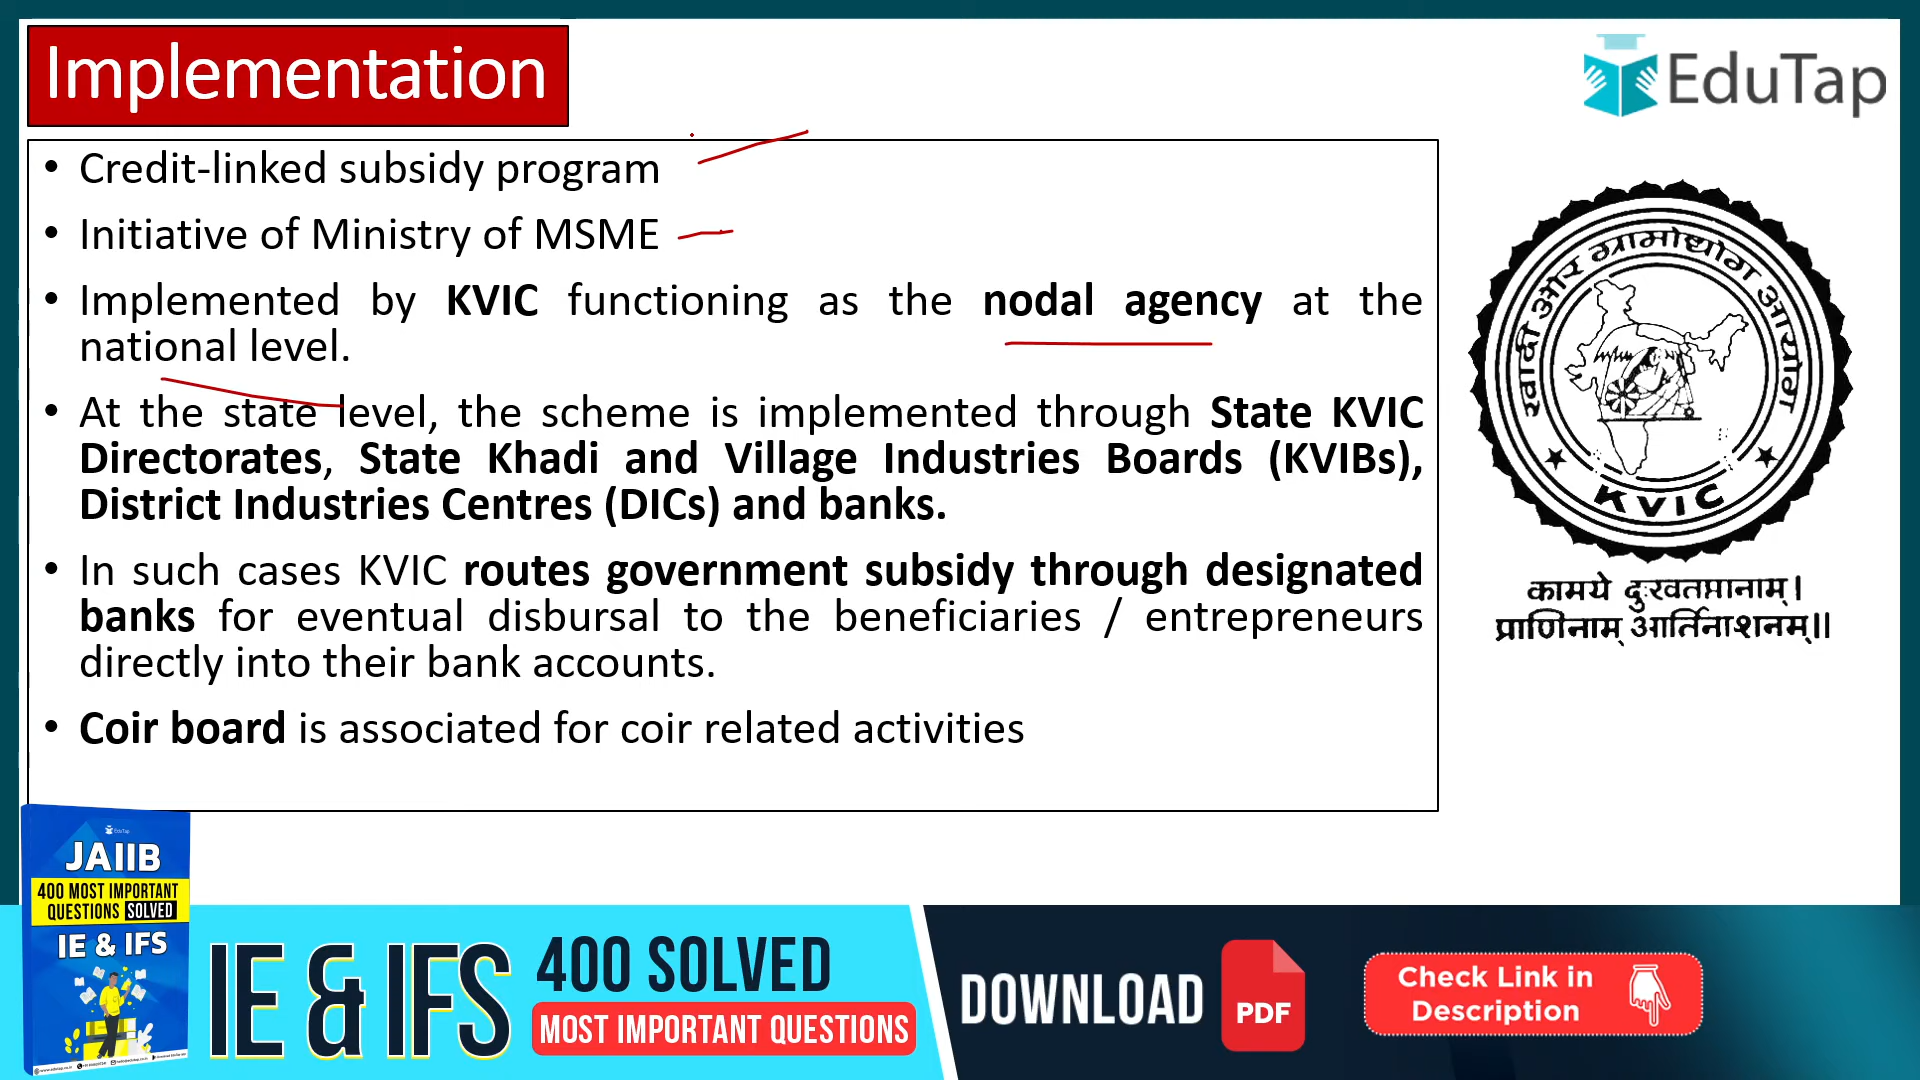 Implementation
EduTap
• Credit-linked subsidy program
• Initiative of Ministry of MSME
• Implemented by KVIC functioning as the nodal agency at the
national level.
• At the state level, the scheme is implemented through State KVIC
Directorates, State Khadi and Village Industries Boards (KVIBs),
District Industries Centres (DICs) and banks.
• In such cases KVIC routes government subsidy through designated
banks for eventual disbursal to the beneficiaries / entrepreneurs
directly into their bank accounts.
• Coir board is associated for coir related activities
खादी और ग्रामोद्योग आयोग
KVIC
कामये दुःखतप्तानाम्।
प्राणिनाम् आर्तिनाशनम्॥
EduTap
JAIIB
400 MOST IMPORTANT
QUESTIONS SOLVED
IE & IFS
IE & IFS
400 SOLVED
MOST IMPORTANT QUESTIONS
DOWNLOAD
PDF
Check Link in
Description